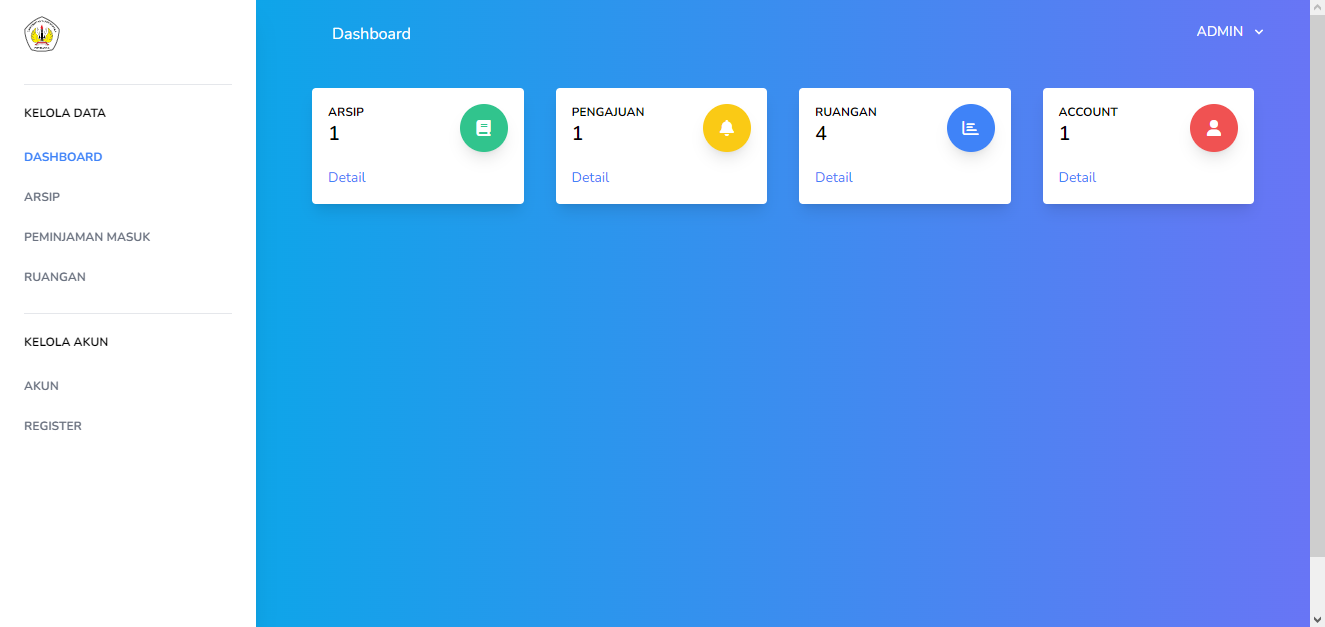 KELOLA DATA
DASHBOARD
ARSIP
PEMINJAMAN MASUK
RUANGAN
KELOLA AKUN
AKUN
REGISTER
Dashboard
ADMIN
ARSIP
1
Detail
PENGAJUAN
1
Detail
RUANGAN
4
Detail
ACCOUNT
1
Detail